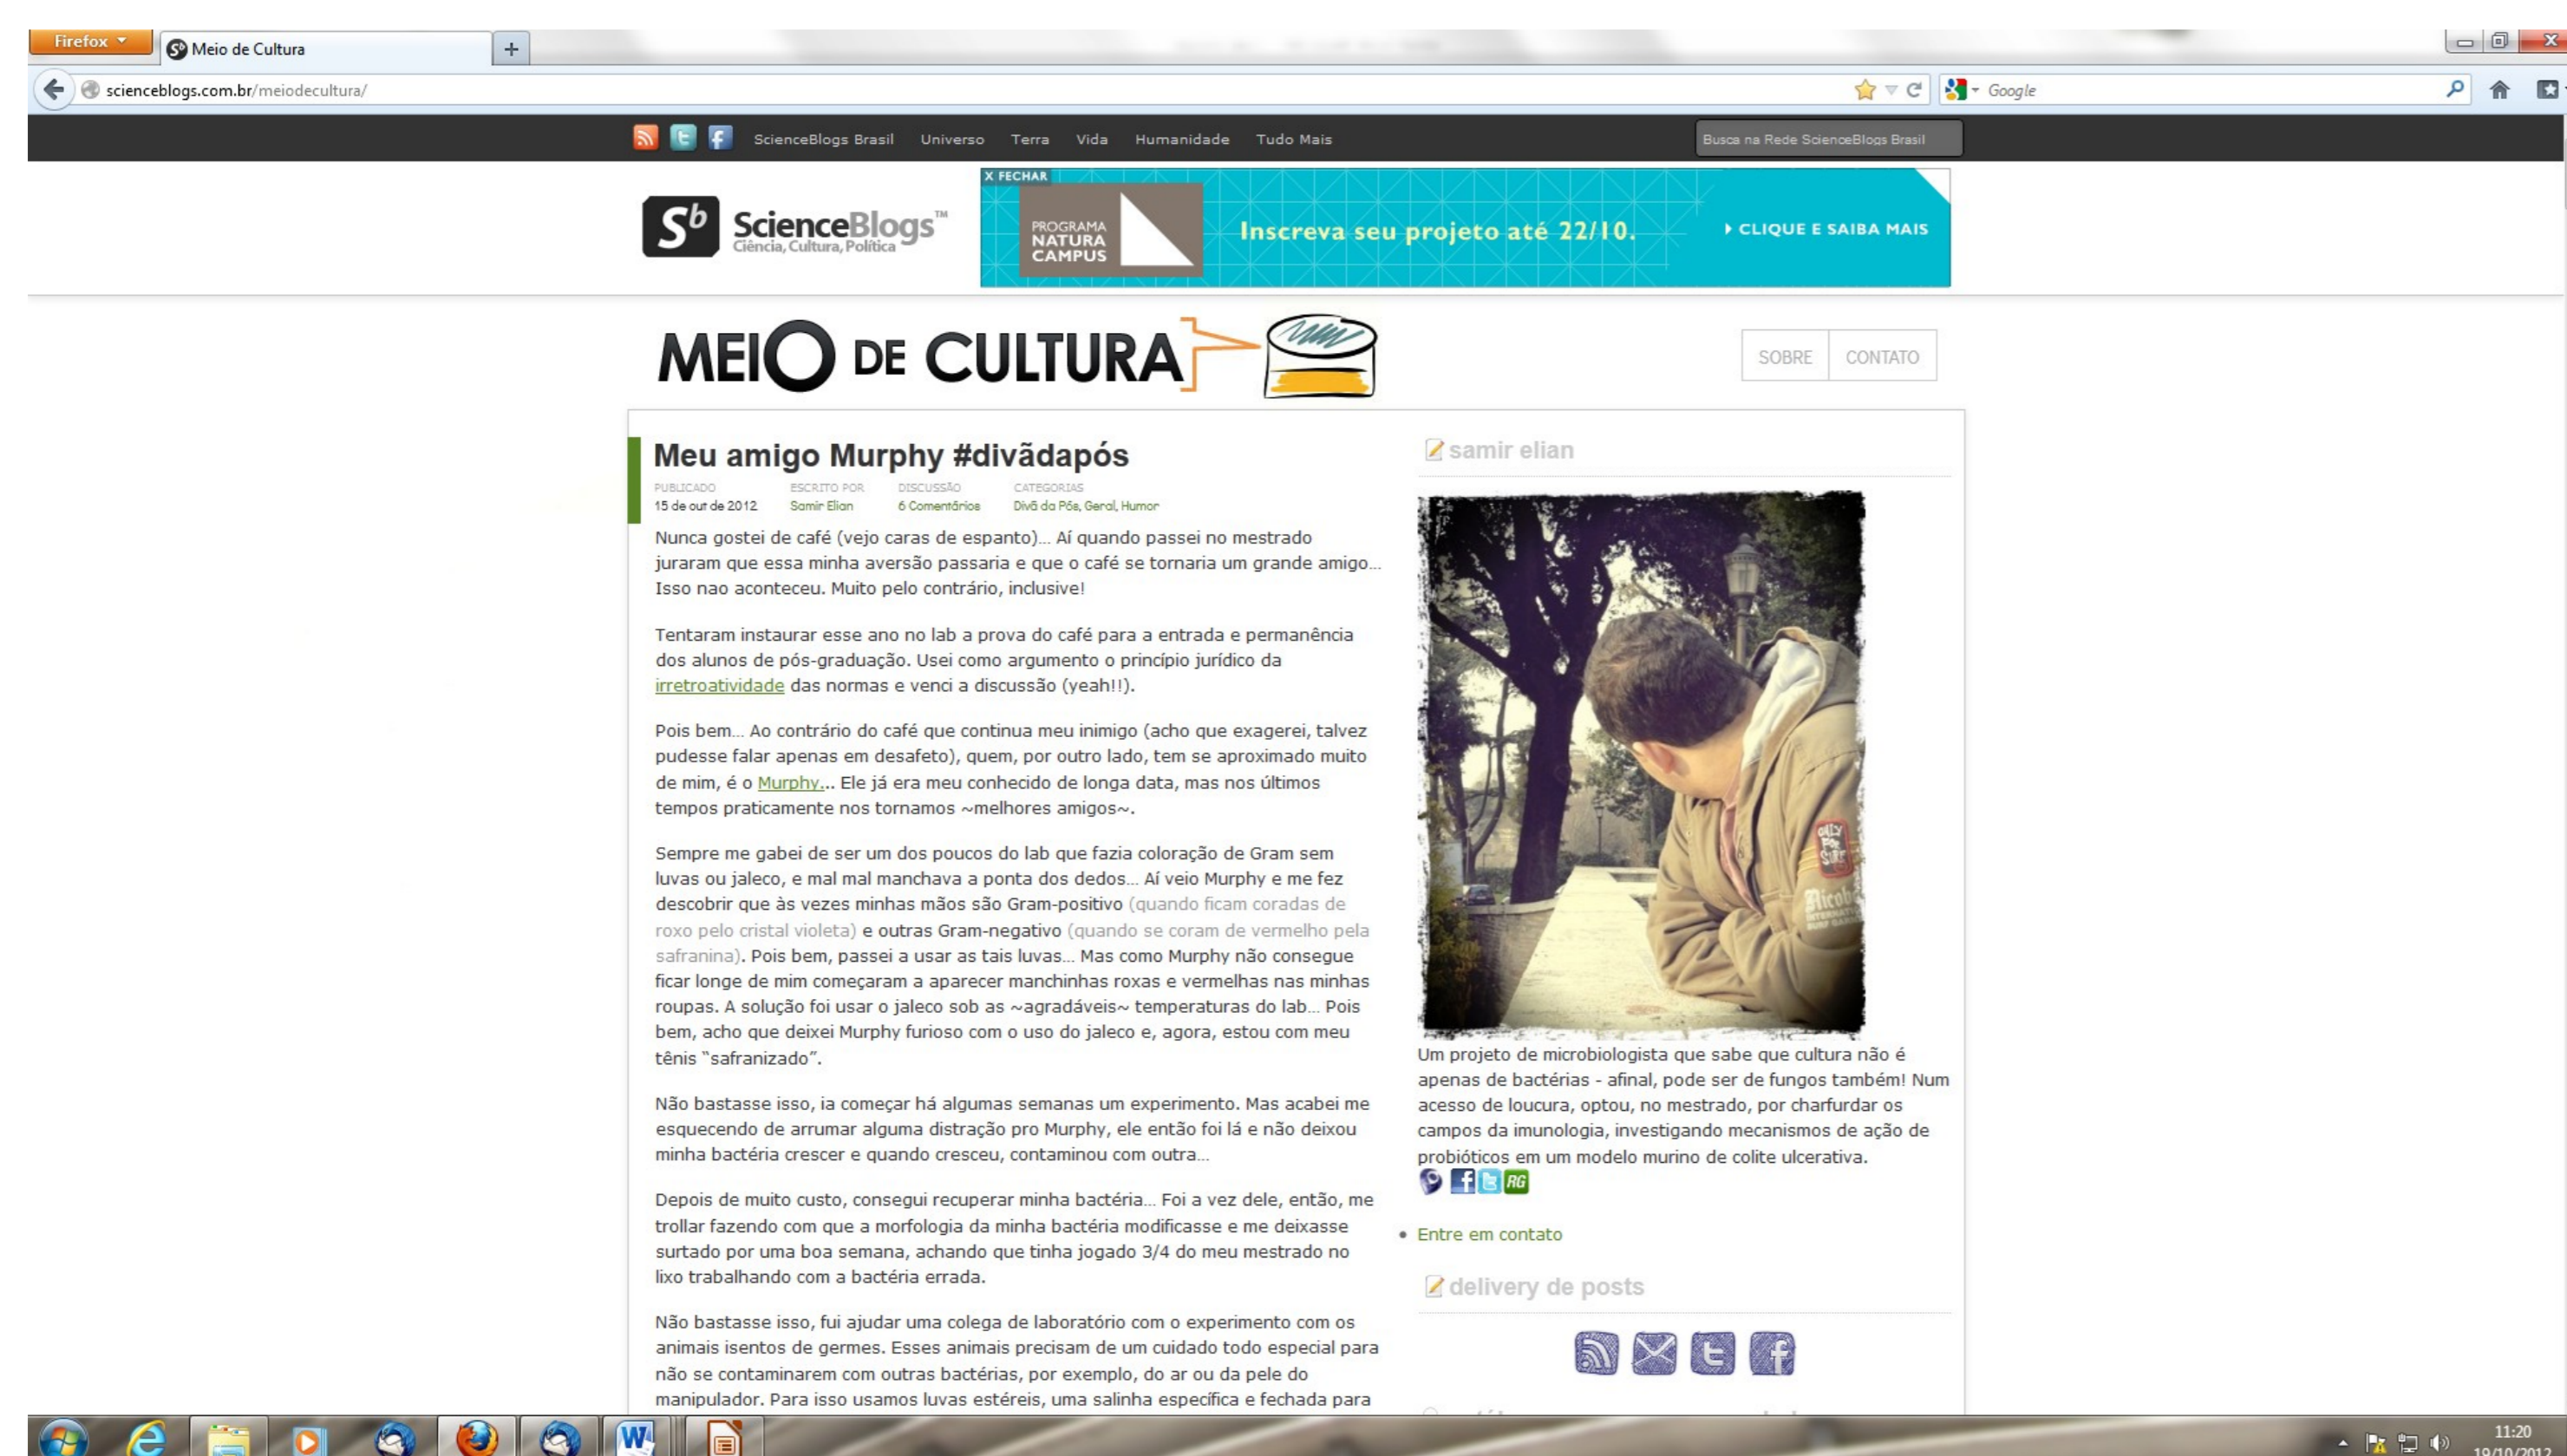 Firefox
Meio de Cultura
scienceblogs.com.br/meiodecultura/
Google
ScienceBlogs Brasil Universo Terra Vida Humanidade Tudo Mais
Busca na Rede ScienceBlogs Brasil
Sb ScienceBlogs™
Ciência, Cultura, Política
X FECHAR
PROGRAMA
NATURA
CAMPUS
Inscreva seu projeto até 22/10.
CLIQUE E SAIBA MAIS
MEIO DE CULTURA
SOBRE CONTATO
Meu amigo Murphy #divãdapós
PUBLICADO ESCRITO POR DISCUSSÃO CATEGORIAS
15 de out de 2012 Samir Elian 6 Comentários Divã da Pós, Geral, Humor
Nunca gostei de café (vejo caras de espanto)... Aí quando passei no mestrado
juraram que essa minha aversão passaria e que o café se tornaria um grande amigo...
Isso nao aconteceu. Muito pelo contrário, inclusive!
Tentaram instaurar esse ano no lab a prova do café para a entrada e permanência
dos alunos de pós-graduação. Usei como argumento o princípio jurídico da
irretroatividade das normas e venci a discussão (yeah!!).
Pois bem... Ao contrário do café que continua meu inimigo (acho que exagerei, talvez
pudesse falar apenas em desafeto), quem, por outro lado, tem se aproximado muito
de mim, é o Murphy... Ele já era meu conhecido de longa data, mas nos últimos
tempos praticamente nos tornamos ~melhores amigos~.
Sempre me gabei de ser um dos poucos do lab que fazia coloração de Gram sem
luvas ou jaleco, e mal mal manchava a ponta dos dedos... Aí veio Murphy e me fez
descobrir que às vezes minhas mãos são Gram-positivo (quando ficam coradas de
roxo pelo cristal violeta) e outras Gram-negativo (quando se coram de vermelho pela
safranina). Pois bem, passei a usar as tais luvas... Mas como Murphy não consegue
ficar longe de mim começaram a aparecer manchinhas roxas e vermelhas nas minhas
roupas. A solução foi usar o jaleco sob as ~agradáveis~ temperaturas do lab... Pois
bem, acho que deixei Murphy furioso com o uso do jaleco e, agora, estou com meu
tênis "safranizado".
Não bastasse isso, ia começar há algumas semanas um experimento. Mas acabei me
esquecendo de arrumar alguma distração pro Murphy, ele então foi lá e não deixou
minha bactéria crescer e quando cresceu, contaminou com outra...
Depois de muito custo, consegui recuperar minha bactéria... Foi a vez dele, então, me
trollar fazendo com que a morfologia da minha bactéria modificasse e me deixasse
surtado por uma boa semana, achando que tinha jogado 3/4 do meu mestrado no
lixo trabalhando com a bactéria errada.
Não bastasse isso, fui ajudar uma colega de laboratório com o experimento com os
animais isentos de germes. Esses animais precisam de um cuidado todo especial para
não se contaminarem com outras bactérias, por exemplo, do ar ou da pele do
manipulador. Para isso usamos luvas estéreis, uma salinha específica e fechada para
samir elian
Um projeto de microbiologista que sabe que cultura não é
apenas de bactérias - afinal, pode ser de fungos também! Num
acesso de loucura, optou, no mestrado, por charfurdar os
campos da imunologia, investigando mecanismos de ação de
probióticos em um modelo murino de colite ulcerativa.
RG
Entre em contato
delivery de posts
11:20
19/10/2012